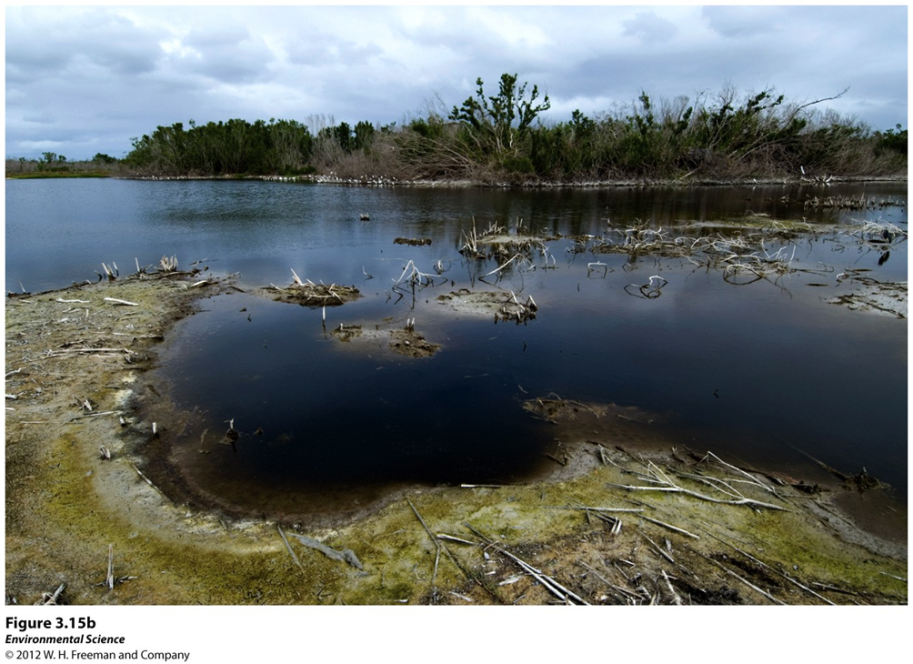 Figure 3.15b
Environmental Science
© 2012 W. H. Freeman and Company